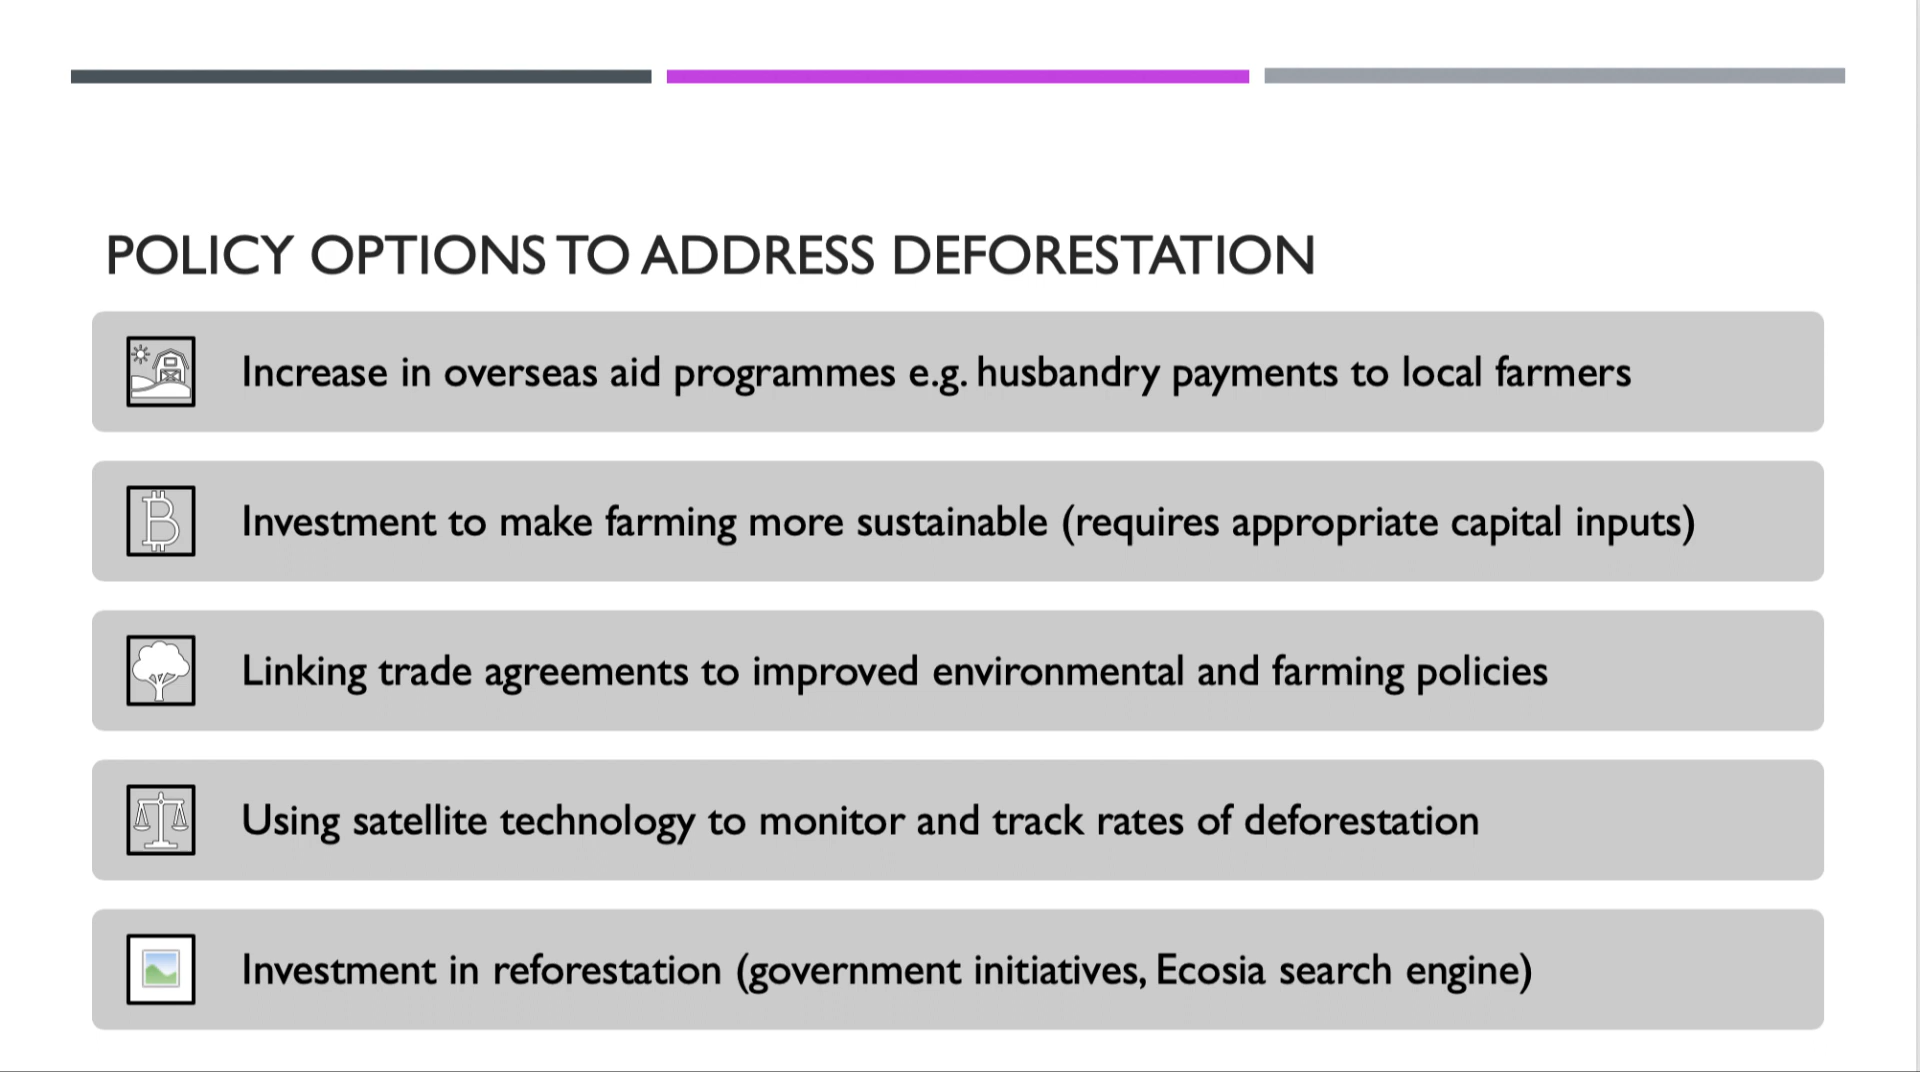 POLICY OPTIONS TO ADDRESS DEFORESTATION
Increase in overseas aid programmes e.g. husbandry payments to local farmers
Investment to make farming more sustainable (requires appropriate capital inputs)
Linking trade agreements to improved environmental and farming policies
Using satellite technology to monitor and track rates of deforestation
Investment in reforestation (government initiatives, Ecosia search engine)